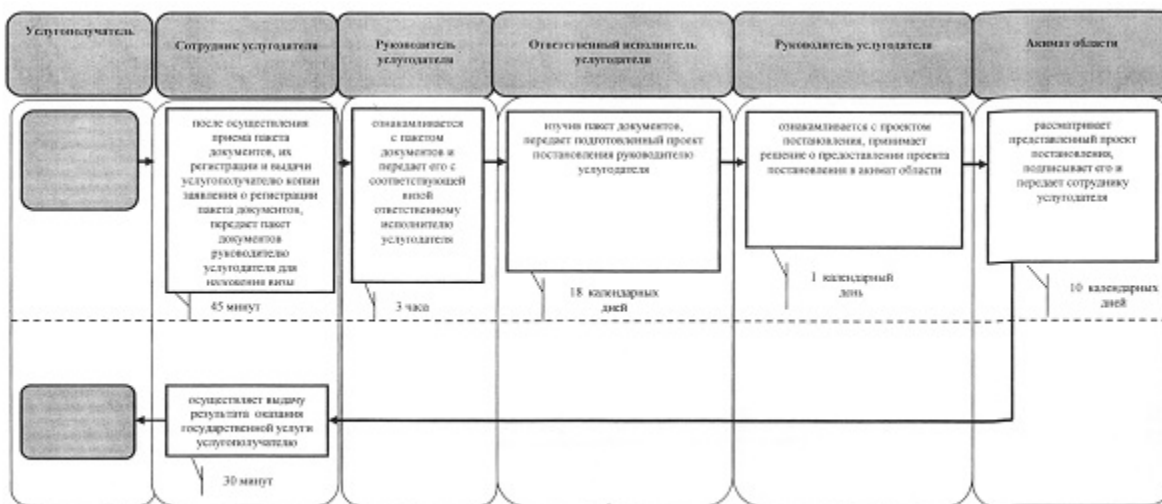 Услугополучатель
Сотрудник услугодателя
Руководитель
услугодателя
Ответственный исполнитель
услугодателя
Руководитель услугодателя
Акимат области
после осуществления
приема пакета
документов, их
регистрации и выдачи
услугополучателю копии
заявления о регистрации
пакета документов,
передает пакет
документов
руководителю
услугодателя для
наложения визы
45 минут
ознакамливается
с пакетом
документов и
передает его с
соответствующей
визой
ответственному
исполнителю
услугодателя
3 часа
изучив пакет документов,
передает подготовленный проект
постановления руководителю
услугодателя
18 календарных
дней
ознакамливается с проектом
постановления, принимает
решение о предоставлении проекта
постановления в акимат области
1 календарный
день
рассматривает
представленный проект
постановления,
подписывает его и
передает сотруднику
услугодателя
10 календарных
дней
осуществляет выдачу
результата оказания
государственной услуги
услугополучателю
30 минут